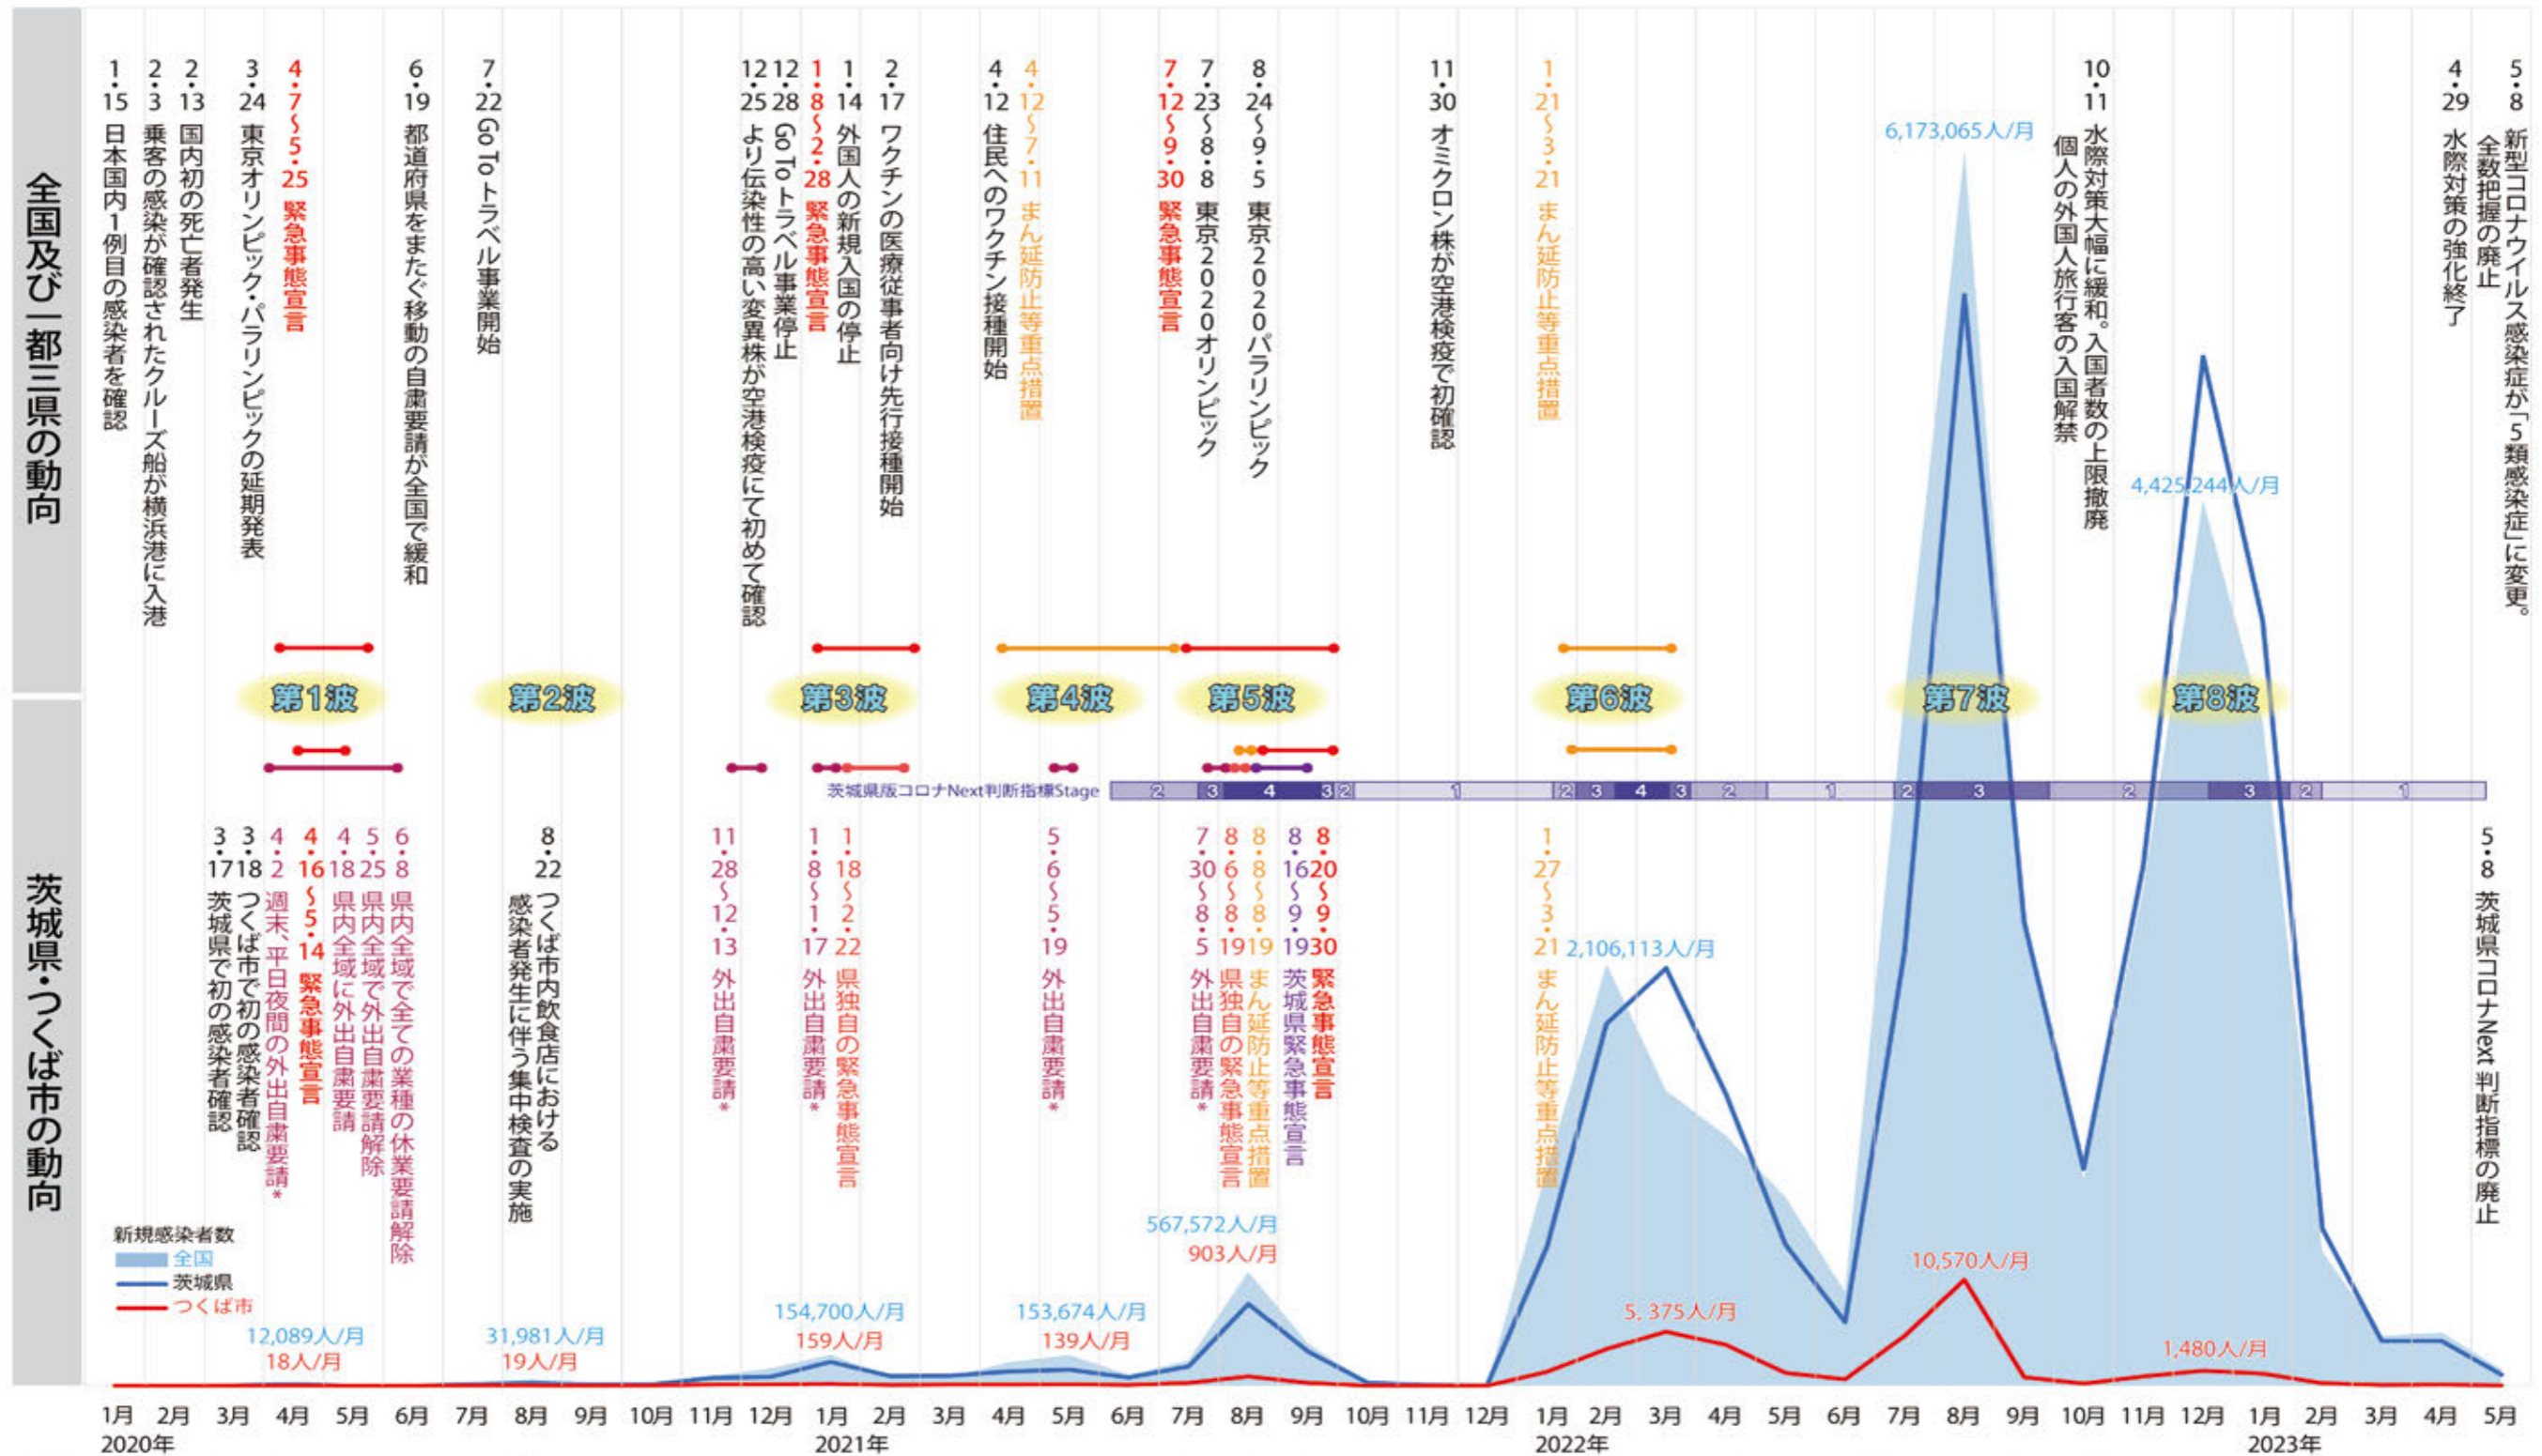 全国及び一都三県の動向
1・15 日本国内1例目の感染者を確認
2・3 乗客の感染が確認されたクルーズ船が横浜港に入港
2・13 国内初の死亡者発生
3・24 東京オリンピック・パラリンピックの延期発表
4・7〜5・25 緊急事態宣言
6・19 都道府県をまたぐ移動の自粛要請が全国で緩和
7・22 Go To トラベル事業開始
12・25 より伝染性の高い変異株が空港検疫にて初めて確認
12・28 Go To トラベル事業停止
1・8〜2・28 緊急事態宣言
1・14 外国人の新規入国の停止
2・17 ワクチンの医療従事者向け先行接種開始
4・12 住民へのワクチン接種開始
4・12〜7・11 まん延防止等重点措置
7・12〜9・30 緊急事態宣言
7・23〜8・8 東京2020オリンピック
8・24〜9・5 東京2020パラリンピック
11・30 オミクロン株が空港検疫で初確認
1・21〜3・21 まん延防止等重点措置
6,173,065人/月
10・11 水際対策大幅に緩和。入国者数の上限撤廃
個人の外国人旅行客の入国解禁
4,425,244人/月
4・29 水際対策の強化終了
5・8 新型コロナウイルス感染症が「5類感染症」に変更。
全数把握の廃止
第1波
第2波
第3波
第4波
第5波
第6波
第7波
第8波
茨城県版コロナNext判断指標Stage
2 3 4 3 2 1 2 3 4 3 2 1 2 3 2 3 2 1
茨城県・つくば市の動向
3・17 茨城県で初の感染者確認
3・18 つくば市で初の感染者確認
4・2 週末、平日夜間の外出自粛要請*
4・16〜5・14 緊急事態宣言
4・18 県内全域に外出自粛要請
5・25 県内全域で外出自粛要請解除
6・8 県内全域で全ての業種の休業要請解除
8・22 つくば市内飲食店における
感染者発生に伴う集中検査の実施
11・28〜12・13 外出自粛要請*
1・8〜1・17 外出自粛要請*
1・18〜2・22 県独自の緊急事態宣言
5・6〜5・19 外出自粛要請*
7・30〜8・5 外出自粛要請*
8・6〜8・19 県独自の緊急事態宣言
8・8〜8・19 まん延防止等重点措置
8・16〜9・19 茨城県緊急事態宣言
8・20〜9・30 緊急事態宣言
1・27〜3・21 まん延防止等重点措置
5・8 茨城県コロナNext 判断指標の廃止
2,106,113人/月
新規感染者数
全国
茨城県
つくば市
12,089人/月
18人/月
31,981人/月
19人/月
154,700人/月
159人/月
153,674人/月
139人/月
567,572人/月
903人/月
5,375人/月
10,570人/月
1,480人/月
1月 2月 3月 4月 5月 6月 7月 8月 9月 10月 11月 12月 1月 2月 3月 4月 5月 6月 7月 8月 9月 10月 11月 12月 1月 2月 3月 4月 5月 6月 7月 8月 9月 10月 11月 12月 1月 2月 3月 4月 5月
2020年 2021年 2022年 2023年